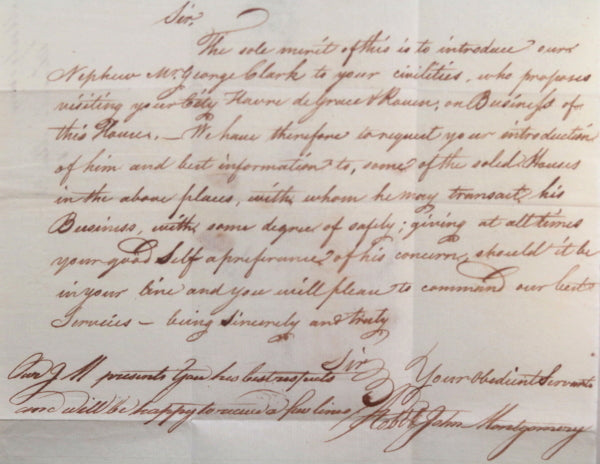 Sir.
The sole merit of this is to introduce our
Nephew Mr. George Clark to your civilities, who proposes
visiting your City Havre de Grace & Rouen, on Business of
this House. — We have therefore to request your introduction
of him and best information to, some of the solid Houses
in the above places, with whom he may transact his
Business, with some degree of safety; giving at all times
your good Self a preferance of his concern, should it be
in your line and you will please to command our best
Services — being sincerely and truly
Sir
Our J M presents You his best respects
Your Obedient Servants
and will be happy to receive a few lines
Robt & John Montgomery